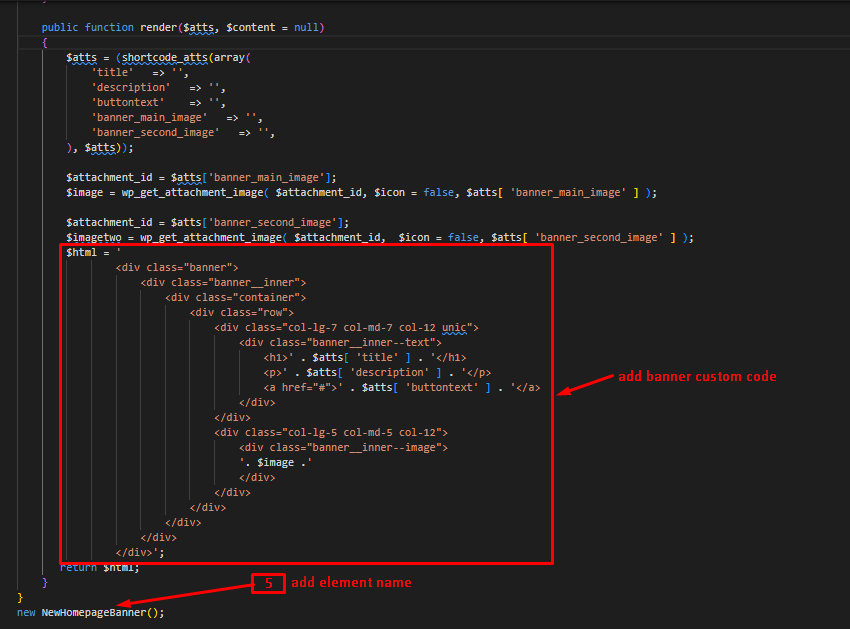 public function render($atts, $content = null)
{
$atts = (shortcode_atts(array(
'title' => '',
'description' => '',
'buttontext' => '',
'banner_main_image' => '',
'banner_second_image' => '',
), $atts));
$attachment_id = $atts['banner_main_image'];
$image = wp_get_attachment_image( $attachment_id, $icon = false, $atts[ 'banner_main_image' ] );
$attachment_id = $atts['banner_second_image'];
$imagetwo = wp_get_attachment_image( $attachment_id, $icon = false, $atts[ 'banner_second_image' ] );
$html = '
<div class="banner">
<div class="banner__inner">
<div class="container">
<div class="row">
<div class="col-lg-7 col-md-7 col-12 unic">
<div class="banner__inner--text">
<h1>' . $atts[ 'title' ] . '</h1>
<p>' . $atts[ 'description' ] . '</p>
<a href="#">' . $atts[ 'buttontext' ] . '</a>
add banner custom code
</div>
</div>
<div class="col-lg-5 col-md-5 col-12">
<div class="banner__inner--image">
'. $image .'
</div>
</div>
</div>
</div>
</div>
</div>';
return $html;
}
5 add element name
}
new NewHomepageBanner();